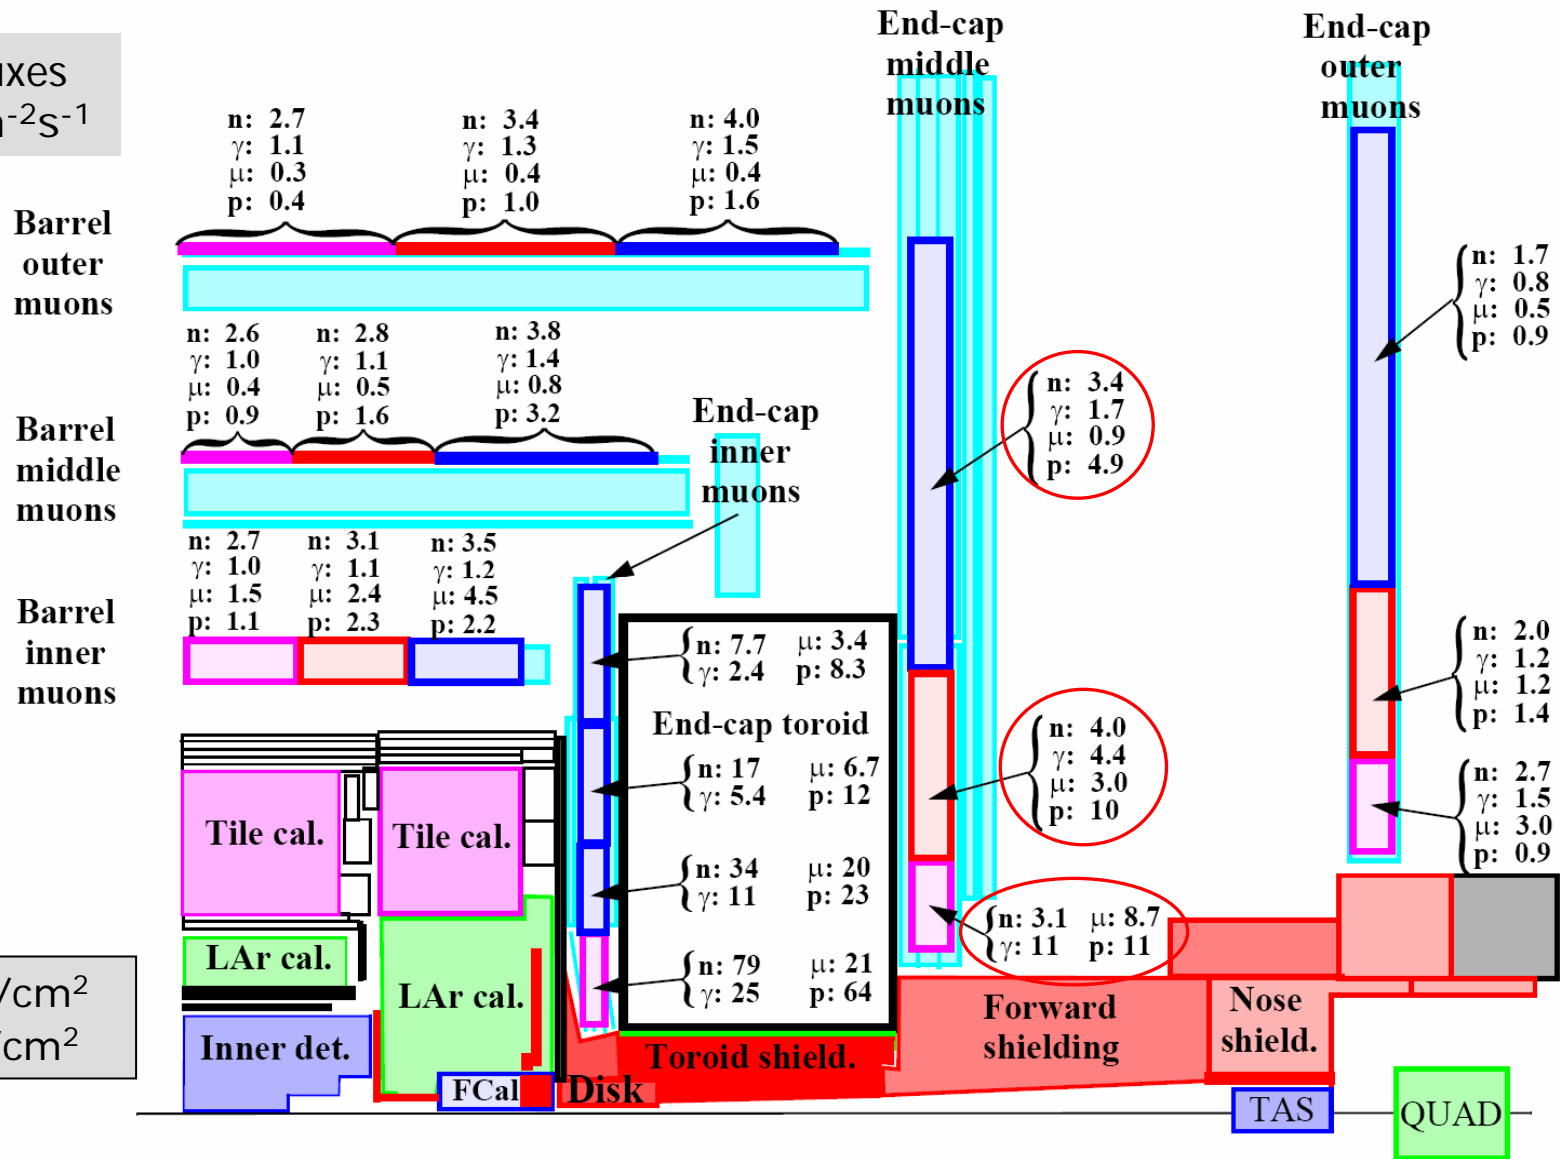 End-cap
middle
muons
End-cap
outer
muons
n: 2.7
γ: 1.1
μ: 0.3
p: 0.4
n: 3.4
γ: 1.3
μ: 0.4
p: 1.0
n: 4.0
γ: 1.5
μ: 0.4
p: 1.6
Barrel
outer
muons
n: 1.7
γ: 0.8
μ: 0.5
p: 0.9
n: 2.6
γ: 1.0
μ: 0.4
p: 0.9
n: 2.8
γ: 1.1
μ: 0.5
p: 1.6
n: 3.8
γ: 1.4
μ: 0.8
p: 3.2
Barrel
middle
muons
End-cap
inner
muons
n: 3.4
γ: 1.7
μ: 0.9
p: 4.9
n: 2.7
γ: 1.0
μ: 1.5
p: 1.1
n: 3.1
γ: 1.1
μ: 2.4
p: 2.3
n: 3.5
γ: 1.2
μ: 4.5
p: 2.2
Barrel
inner
muons
n: 7.7 μ: 3.4
γ: 2.4 p: 8.3
End-cap toroid
n: 17 μ: 6.7
γ: 5.4 p: 12
n: 34 μ: 20
γ: 11 p: 23
n: 79 μ: 21
γ: 25 p: 64
n: 4.0
γ: 4.4
μ: 3.0
p: 10
n: 2.0
γ: 1.2
μ: 1.2
p: 1.4
n: 2.7
γ: 1.5
μ: 3.0
p: 0.9
n: 3.1 μ: 8.7
γ: 11 p: 11
Tile cal.
Tile cal.
LAr cal.
LAr cal.
/cm²
/cm²
Inner det.
FCal
Disk
Toroid shield.
Forward
shielding
Nose
shield.
TAS
QUAD